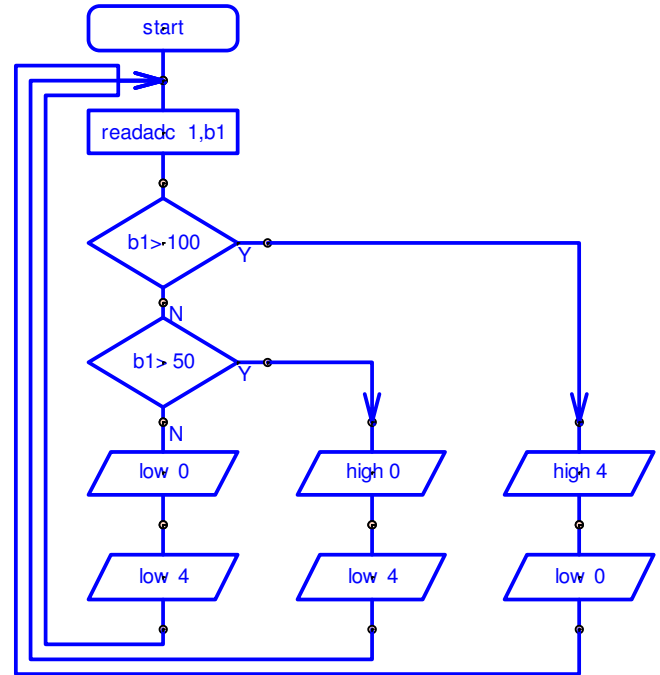 start
readadc 1,b1
b1> 100
Y
N
b1> 50
Y
N
low 0
high 0
high 4
low 4
low 4
low 0